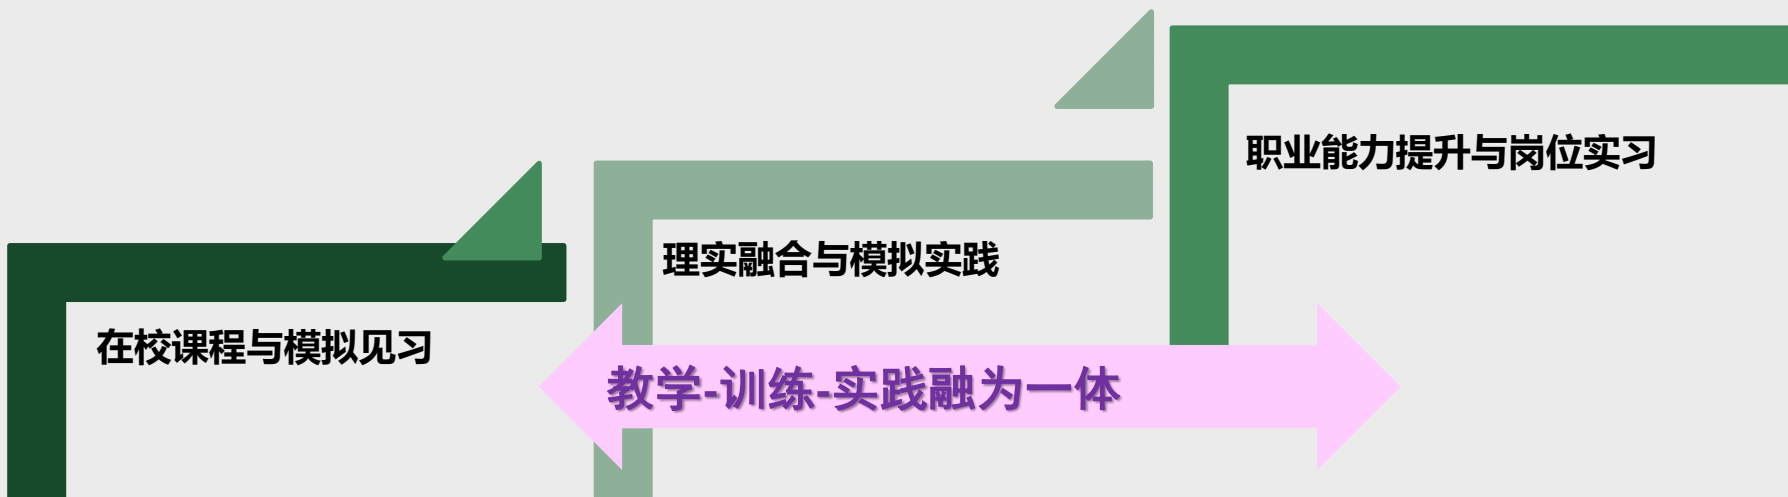 职业能力提升与岗位实习
理实融合与模拟实践
在校课程与模拟见习
教学-训练-实践融为一体